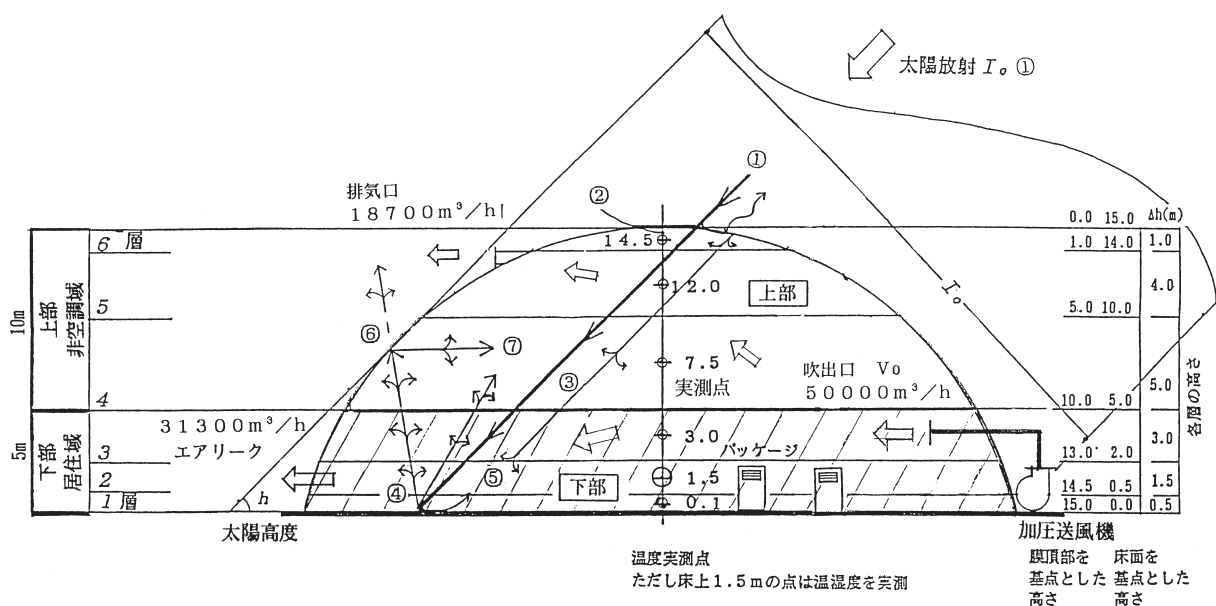 太陽放射 I₀ ①
①
②
排気口
18700m³/h
0.0 15.0 Δh(m)
6 層
14.5
1.0 14.0 1.0
12.0
上部
4.0
I₀
5
5.0 10.0
10m
上部
非空調域
⑥
⑦
7.5
吹出口 V₀
③
実測点
50000m³/h
5.0
各層の高さ
4
10.0 5.0
31300m³/h
エアリーク
3.0
パッケージ
3.0
5m
下部
居住域
3
13.0 2.0
2
④
⑤
下部
1.5
14.5 0.5
1.5
1 層
h
0.1
15.0 0.0 0.5
太陽高度
加圧送風機
温度実測点
ただし床上1.5mの点は温湿度を実測
膜頂部を 床面を
基点とした 基点とした
高さ 高さ